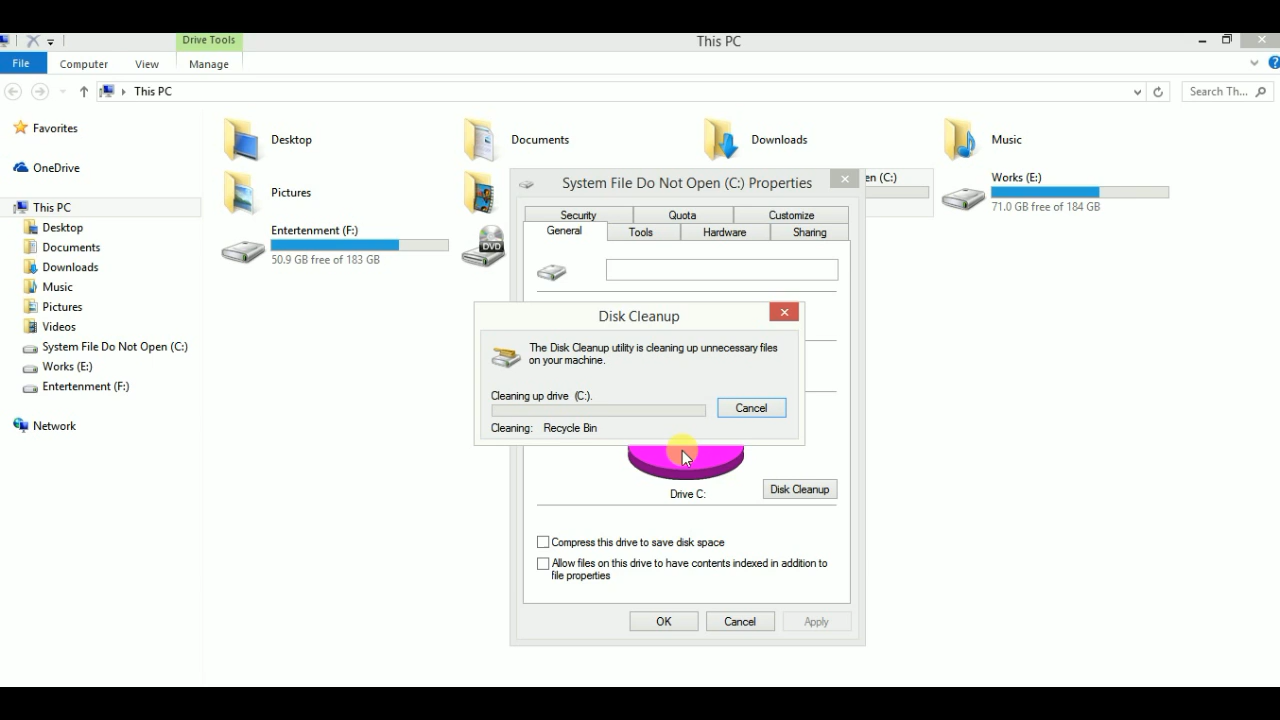 Drive Tools
This PC
File
Computer
View
Manage
This PC
Search Th...
Favorites
OneDrive
This PC
Desktop
Documents
Downloads
Music
Pictures
Videos
System File Do Not Open (C:)
Works (E:)
Entertenment (F:)
Network
Desktop
Documents
Downloads
Music
Pictures
en (C:)
Works (E:)
71.0 GB free of 184 GB
Entertenment (F:)
50.9 GB free of 183 GB
DVD
System File Do Not Open (C:) Properties
Security
Quota
Customize
General
Tools
Hardware
Sharing
Disk Cleanup
The Disk Cleanup utility is cleaning up unnecessary files
on your machine.
Cleaning up drive (C:).
Cancel
Cleaning: Recycle Bin
Drive C:
Disk Cleanup
Compress this drive to save disk space
Allow files on this drive to have contents indexed in addition to
file properties
OK
Cancel
Apply